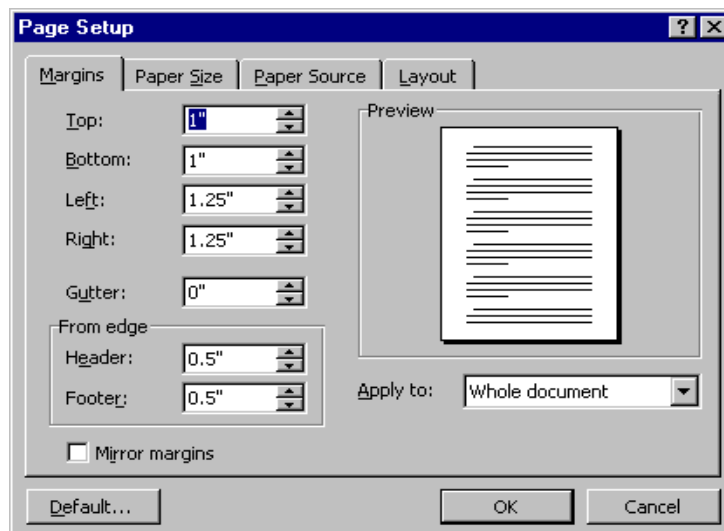 Page Setup
Margins Paper Size Paper Source Layout
Top: 1"
Bottom: 1"
Left: 1.25"
Right: 1.25"
Gutter: 0"
From edge
Header: 0.5"
Footer: 0.5"
Mirror margins
Preview
Apply to: Whole document
Default... OK Cancel